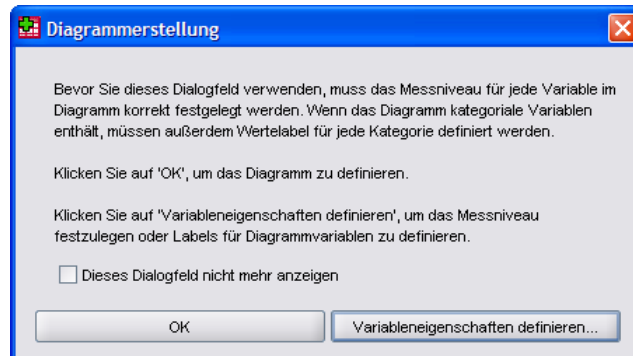 Diagrammerstellung
Bevor Sie dieses Dialogfeld verwenden, muss das Messniveau für jede Variable im
Diagramm korrekt festgelegt werden. Wenn das Diagramm kategoriale Variablen
enthält, müssen außerdem Wertelabel für jede Kategorie definiert werden.
Klicken Sie auf 'OK', um das Diagramm zu definieren.
Klicken Sie auf 'Variableneigenschaften definieren', um das Messniveau
festzulegen oder Labels für Diagrammvariablen zu definieren.
Dieses Dialogfeld nicht mehr anzeigen
OK
Variableneigenschaften definieren...